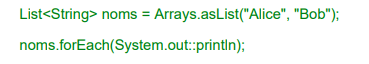 List<String> noms = Arrays.asList("Alice", "Bob");
noms.forEach(System.out::println);